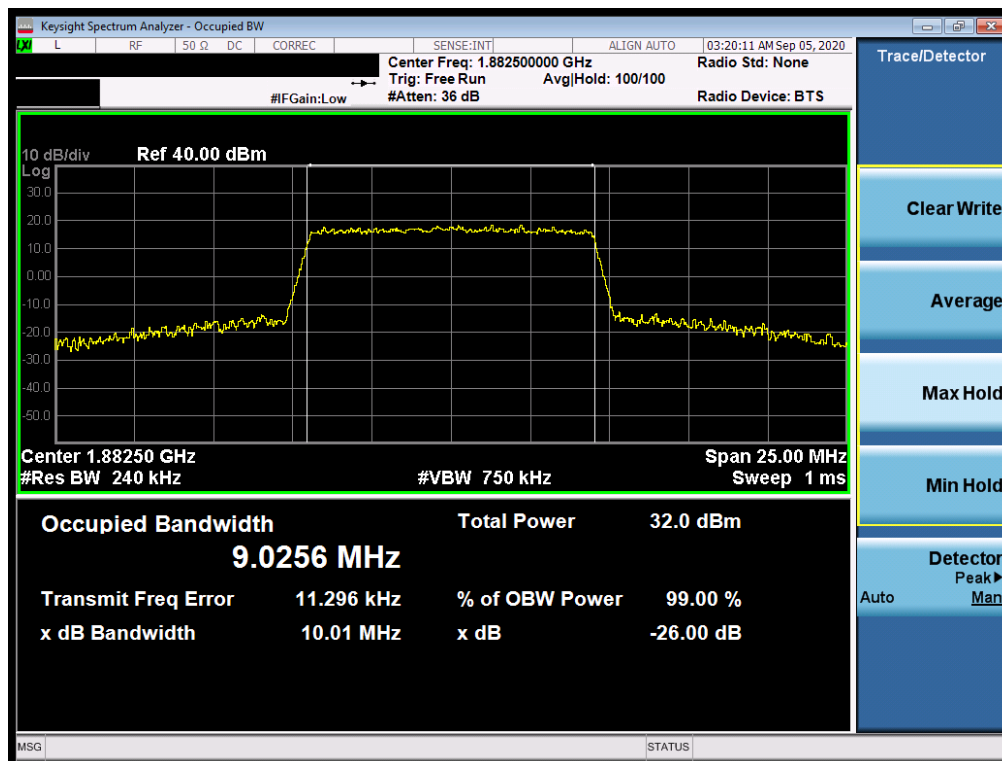 Keysight Spectrum Analyzer - Occupied BW
LXI L RF 50 Ω DC CORREC SENSE:INT ALIGN AUTO 03:20:11 AM Sep 05, 2020
Center Freq: 1.882500000 GHz Radio Std: None
Trig: Free Run Avg|Hold: 100/100
#IFGain:Low #Atten: 36 dB Radio Device: BTS
Trace/Detector
10 dB/div Ref 40.00 dBm
Log
30.0
20.0
10.0
0.00
-10.0
-20.0
-30.0
-40.0
-50.0
Center 1.88250 GHz Span 25.00 MHz
#Res BW 240 kHz #VBW 750 kHz Sweep 1 ms
Occupied Bandwidth Total Power 32.0 dBm
9.0256 MHz
Transmit Freq Error 11.296 kHz % of OBW Power 99.00 %
x dB Bandwidth 10.01 MHz x dB -26.00 dB
Clear Write
Average
Max Hold
Min Hold
Detector
Peak▶
Auto Man
MSG STATUS